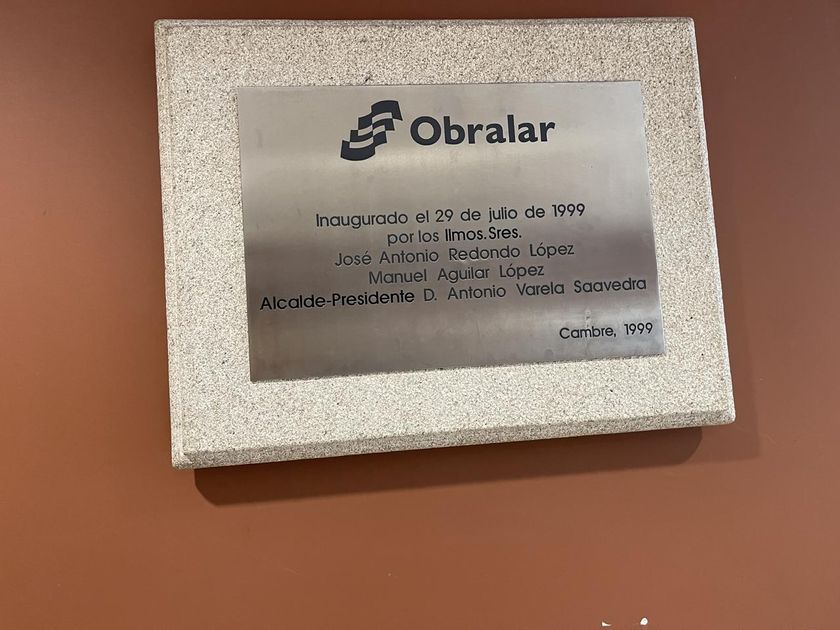 Obralar
Inaugurado el 29 de julio de 1999
por los Ilmos.Sres.
José Antonio Redondo López
Manuel Aguilar López
Alcalde-Presidente D. Antonio Varela Saavedra
Cambre, 1999